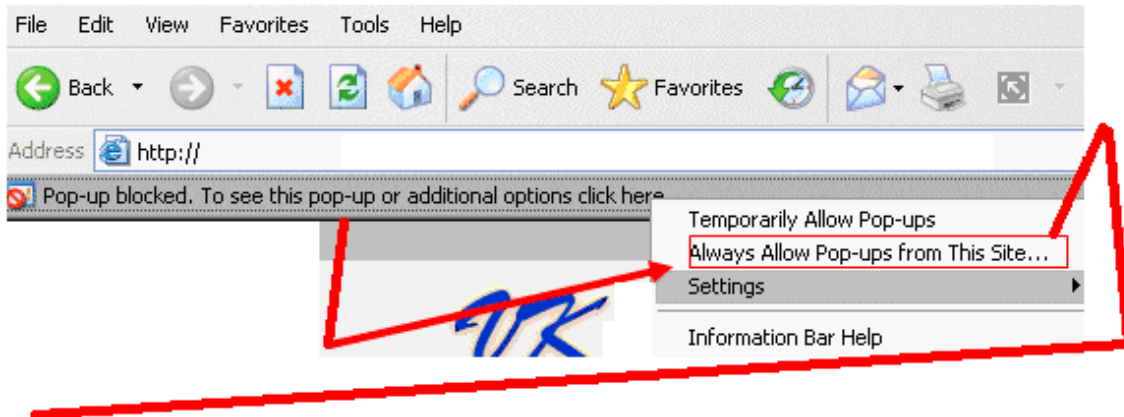 File Edit View Favorites Tools Help
Back Search Favorites
Address http://
Pop-up blocked. To see this pop-up or additional options click here
Temporarily Allow Pop-ups
Always Allow Pop-ups from This Site...
Settings
Information Bar Help
VK